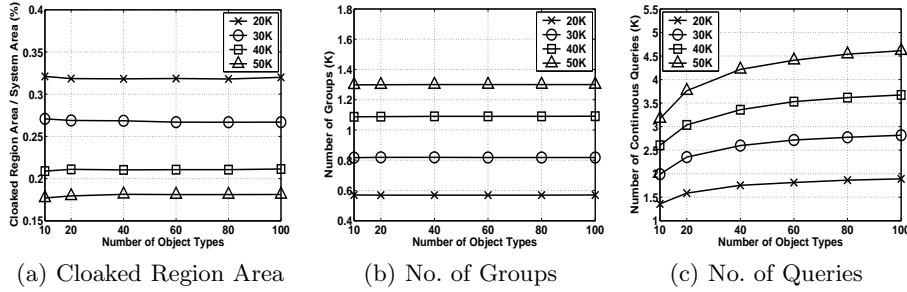 0.4
0.35
0.3
0.25
0.2
0.15
Cloaked Region Area / System Area (%)
20K
30K
40K
50K
10 20 40 60 80 100
Number of Object Types
(a) Cloaked Region Area
1.8
1.6
1.4
1.2
1
0.8
0.6
0.4
Number of Groups (K)
20K
30K
40K
50K
10 20 40 60 80 100
Number of Object Types
(b) No. of Groups
5.5
5
4.5
4
3.5
3
2.5
2
1.5
1
Number of Continuous Queries (K)
20K
30K
40K
50K
10 20 40 60 80 100
Number of Object Types
(c) No. of Queries